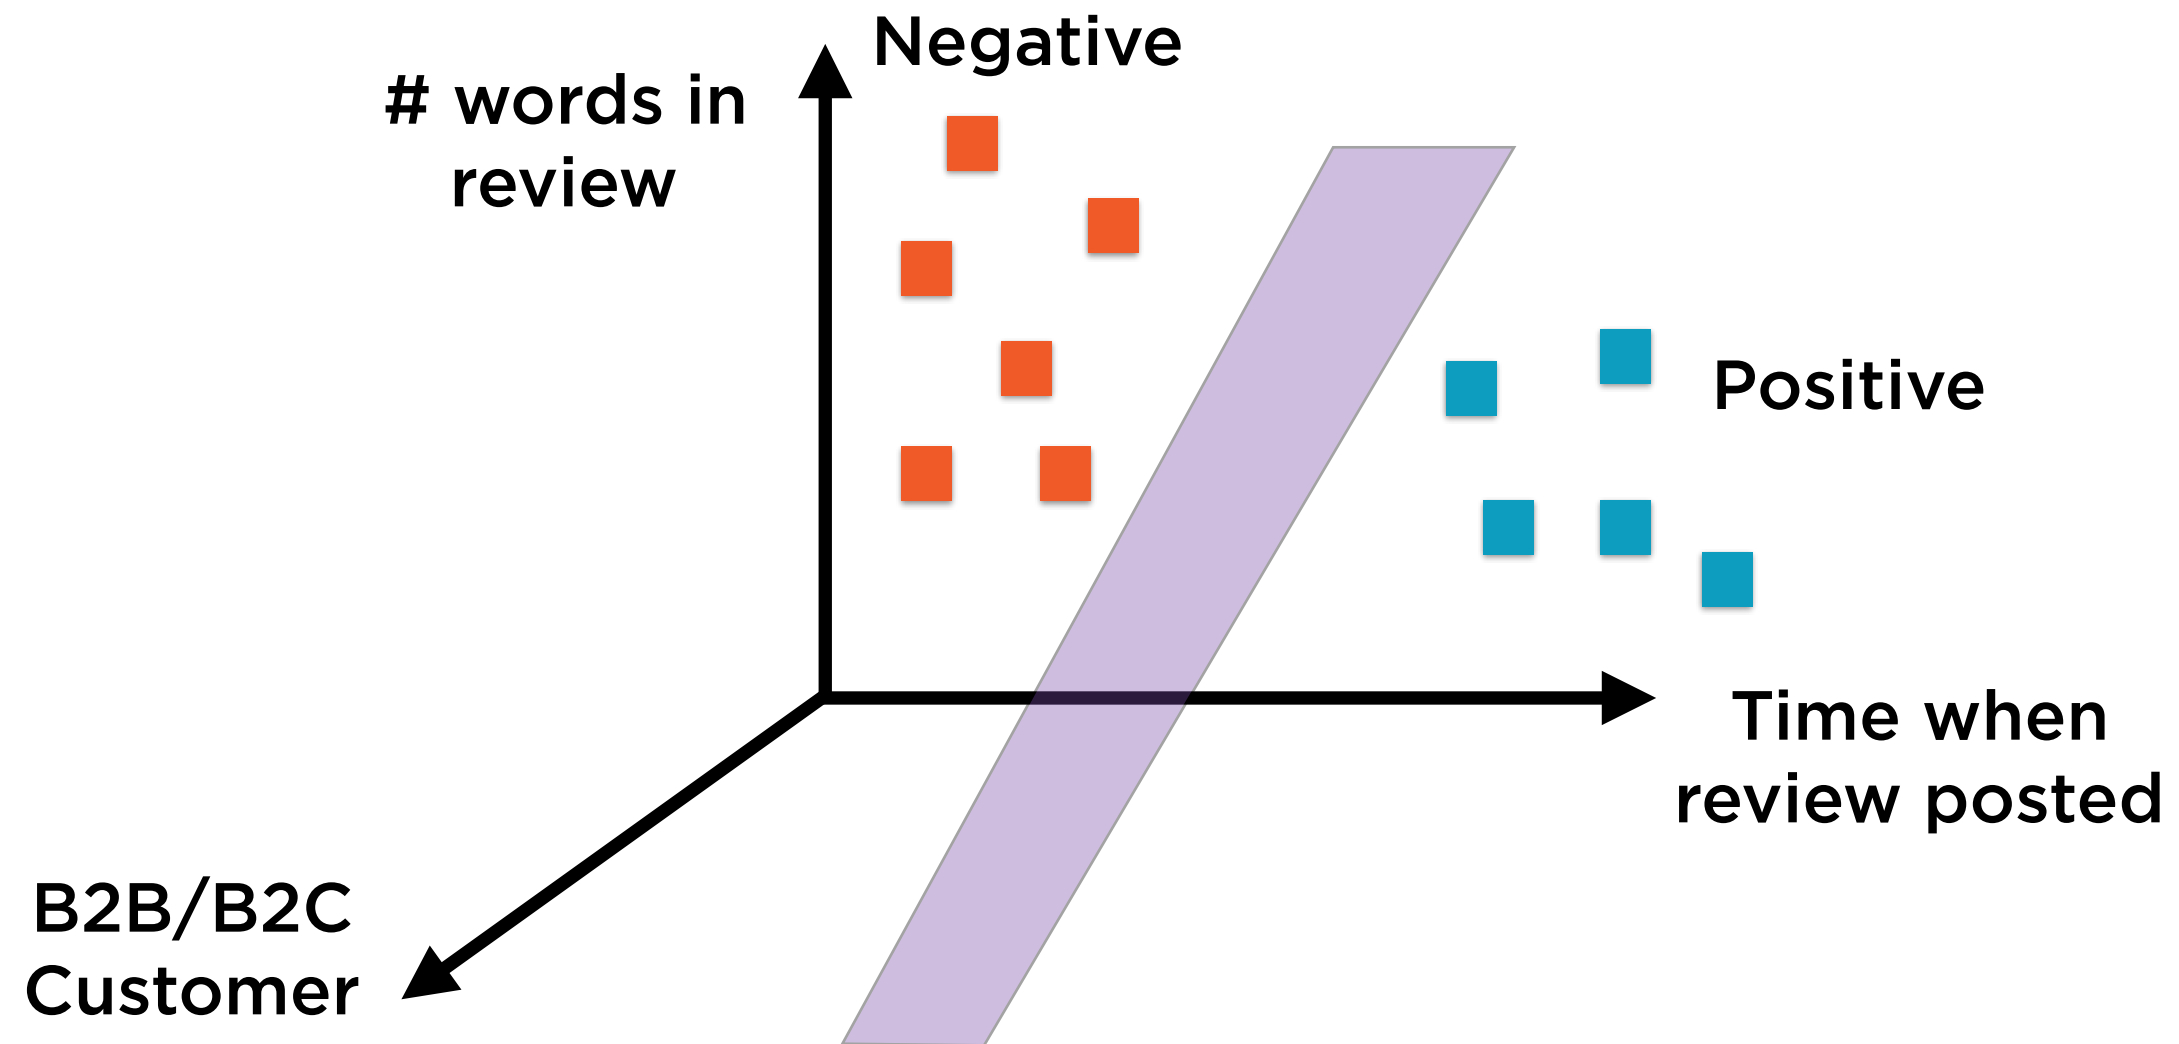 Negative
# words in
review
Positive
Time when
review posted
B2B/B2C
Customer